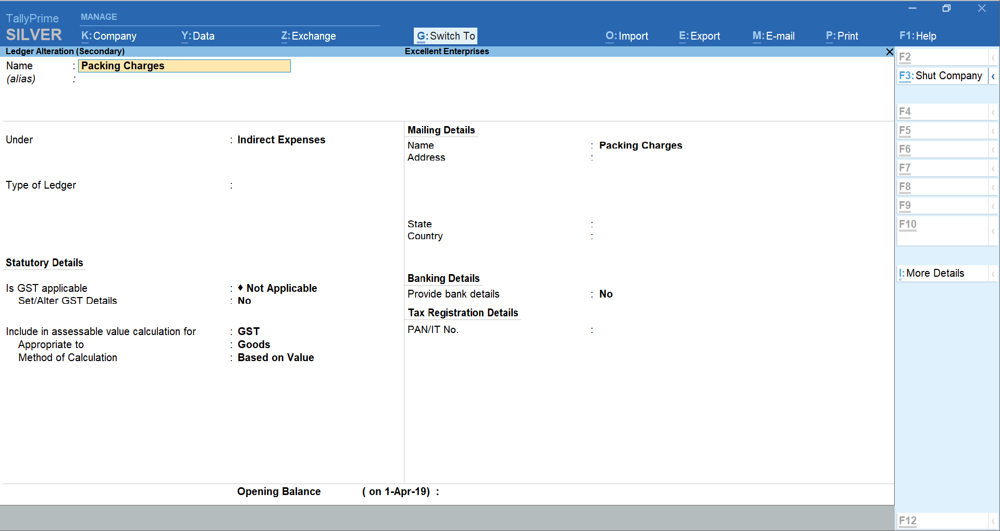 TallyPrime
SILVER
MANAGE
K: Company
Y: Data
Z: Exchange
G: Switch To
O: Import
E: Export
M: E-mail
P: Print
F1: Help
Ledger Alteration (Secondary)
Excellent Enterprises
Name : Packing Charges
(alias) :
Under : Indirect Expenses
Type of Ledger :
Statutory Details
Is GST applicable : ♦ Not Applicable
Set/Alter GST Details : No
Include in assessable value calculation for : GST
Appropriate to : Goods
Method of Calculation : Based on Value
Mailing Details
Name : Packing Charges
Address :
State :
Country :
Banking Details
Provide bank details : No
Tax Registration Details
PAN/IT No. :
Opening Balance ( on 1-Apr-19) :
F2
F3: Shut Company
F4
F5
F6
F7
F8
F9
F10
I: More Details
F12